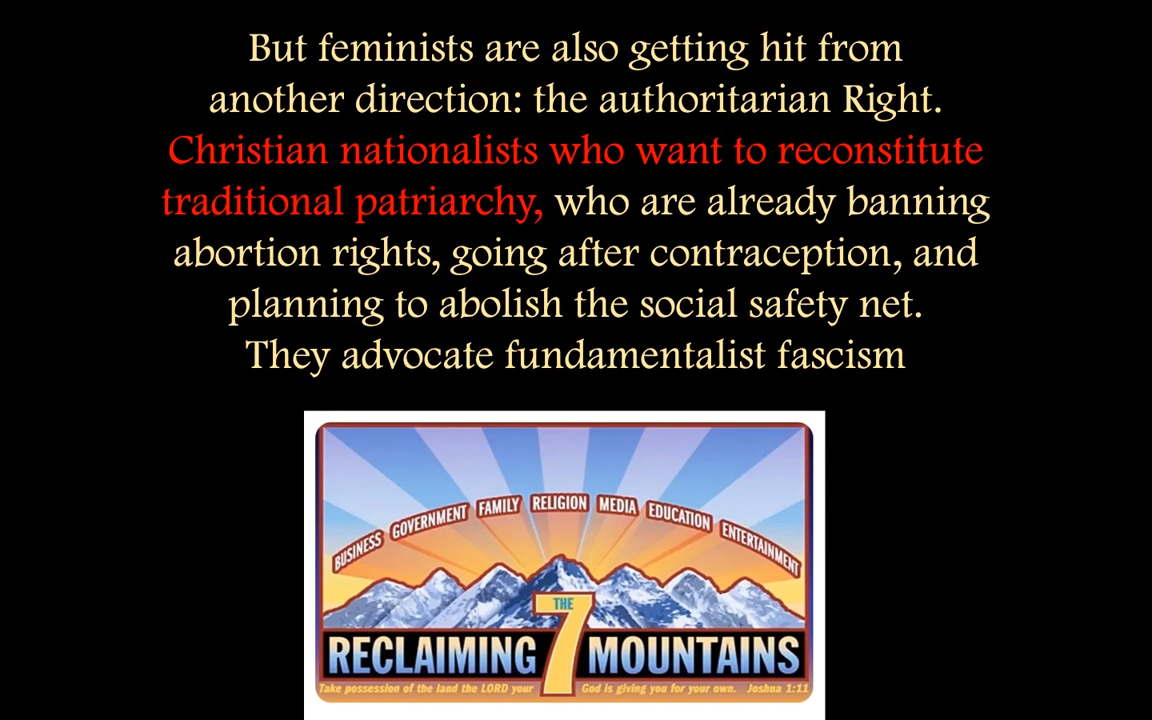 But feminists are also getting hit from
another direction: the authoritarian Right.
Christian nationalists who want to reconstitute
traditional patriarchy, who are already banning
abortion rights, going after contraception, and
planning to abolish the social safety net.
They advocate fundamentalist fascism
BUSINESS GOVERNMENT FAMILY RELIGION MEDIA EDUCATION ENTERTAINMENT
RECLAIMING THE 7 MOUNTAINS
Take possession of the land the LORD your God is giving you for your own. Joshua 1:11